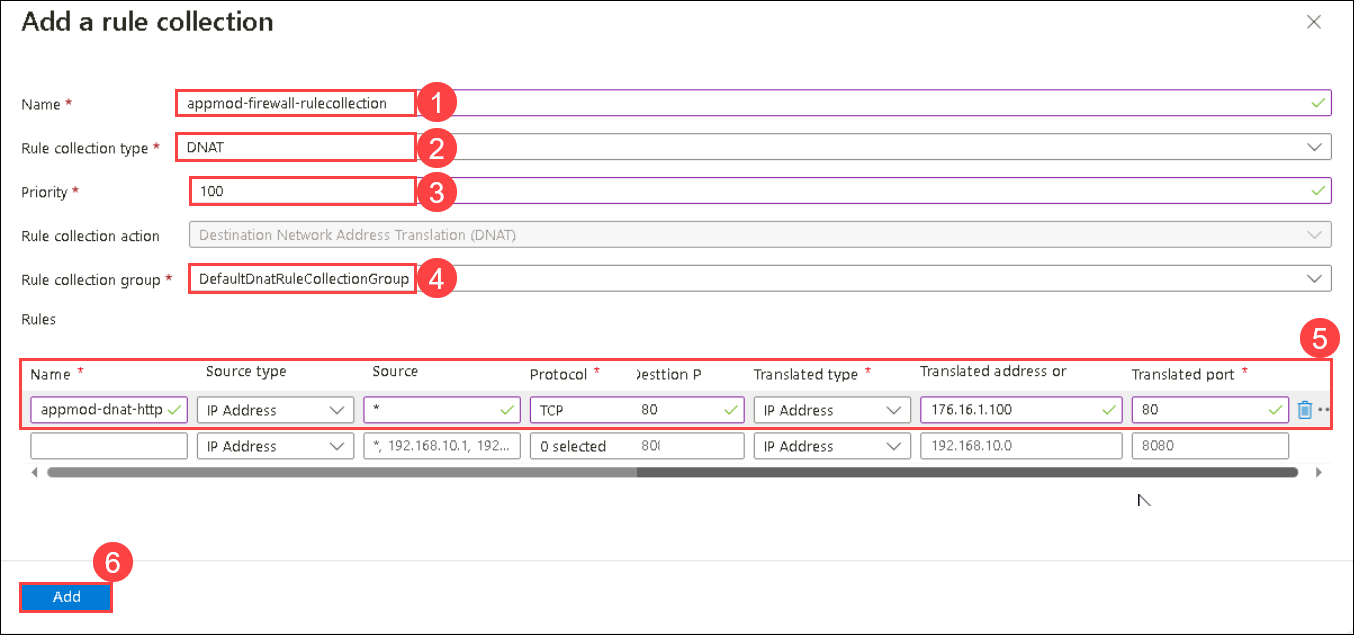 Add a rule collection
Name *
appmod-firewall-rulecollection
1
Rule collection type *
DNAT
2
Priority *
100
3
Rule collection action
Destination Network Address Translation (DNAT)
Rule collection group *
DefaultDnatRuleCollectionGroup
4
Rules
5
Name * Source type Source Protocol * P Translated type * Translated address or Translated port *
appmod-dnat-http IP Address * TCP 80 IP Address 176.16.1.100 80
IP Address *, 192.168.10.1, 192... 0 selected IP Address 192.168.10.0 8080
6
Add